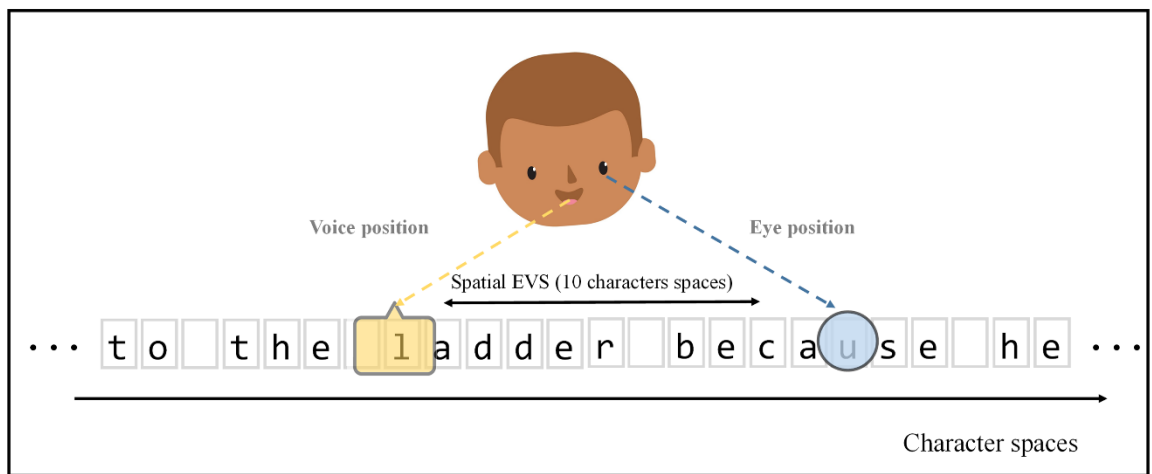 Voice position
Eye position
Spatial EVS (10 characters spaces)
··· to the ladder because he ···
Character spaces